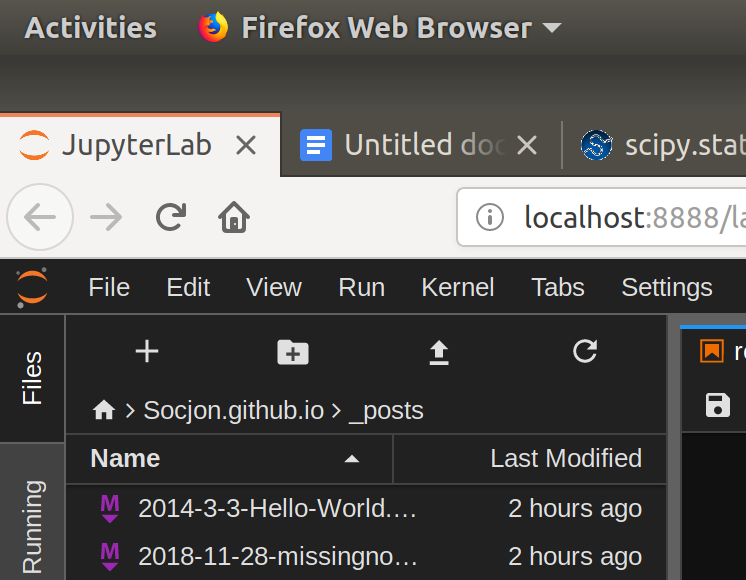 Activities Firefox Web Browser
JupyterLab Untitled doc scipy.stat
localhost:8888/la
File Edit View Run Kernel Tabs Settings
Files
Socjon.github.io > _posts
Name Last Modified
2014-3-3-Hello-World.… 2 hours ago
2018-11-28-missingno… 2 hours ago
Running